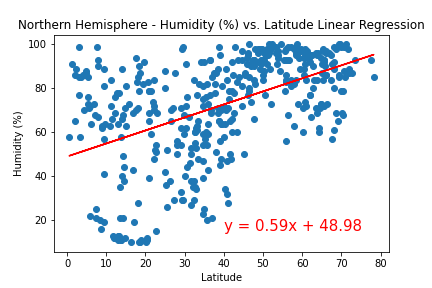 Northern Hemisphere - Humidity (%) vs. Latitude Linear Regression
100
80
60
40
20
Humidity (%)
y = 0.59x + 48.98
0 10 20 30 40 50 60 70 80
Latitude